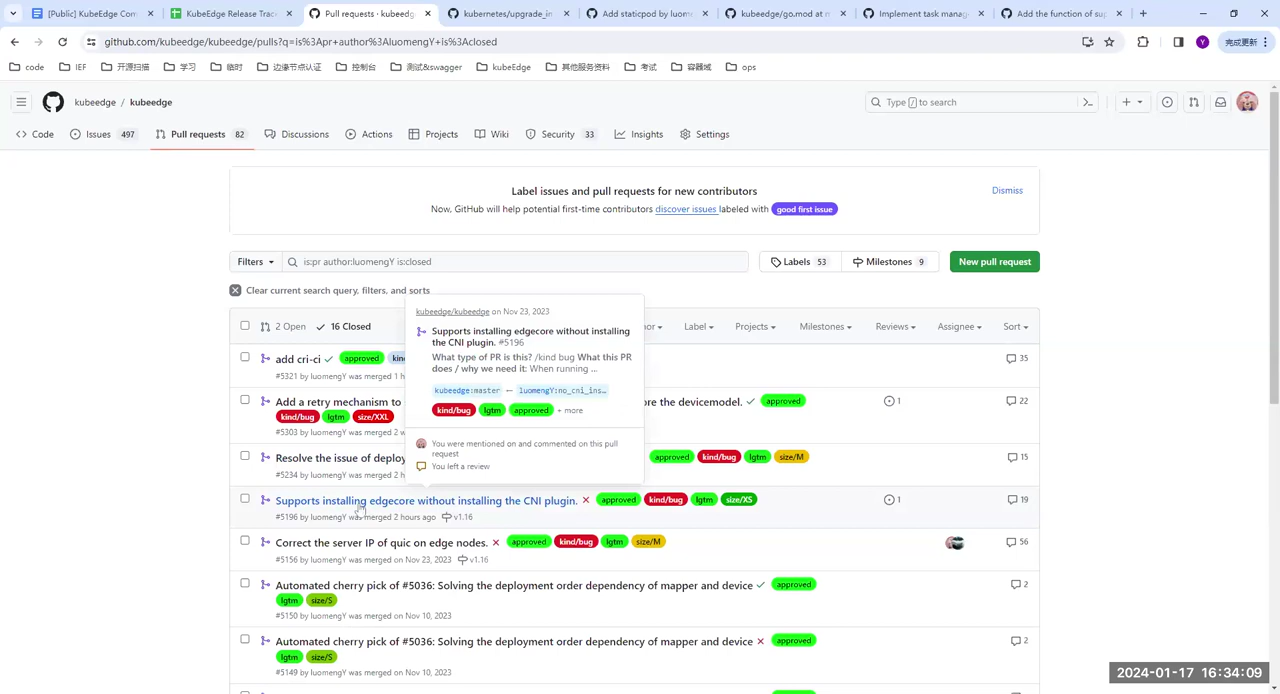 [Public] KubeEdge Com
KubeEdge Release Trac
Pull requests · kubeedg
kubernetes/upgrade_in
Add staticpod by luom
kubeedge/go.mod at
Implement task manag
Add the function of su
github.com/kubeedge/kubeedge/pulls?q=is%3Apr+author%3AluomengY+is%3Aclosed
完成更新
code
IEF
开源扫描
学习
临时
边缘节点认证
控制台
测试&swagger
kubeedge
其他服务资料
考试
容器域
ops
kubeedge / kubeedge
Type / to search
Code
Issues 497
Pull requests 82
Discussions
Actions
Projects
Wiki
Security 33
Insights
Settings
Label issues and pull requests for new contributors
Dismiss
Now, GitHub will help potential first-time contributors discover issues labeled with good first issue
Filters
is:pr author:luomengY is:closed
Labels 53
Milestones 9
New pull request
Clear current search query, filters, and sorts
2 Open
16 Closed
Label
Projects
Milestones
Reviews
Assignee
Sort
kubeedge/kubeedge on Nov 23, 2023
Supports installing edgecore without installing
the CNI plugin. #5196
What type of PR is this? /kind bug What this PR
does / why we need it: When running ...
kubeedge:master ← luomengY:no_cni_ins…
kind/bug lgtm approved + more
You were mentioned on and commented on this pull
request
You left a review
add cri-ci approved 35
#5321 by luomengY was merged 1
Add a retry mechanism to
ore the devicemodel. approved 1 22
kind/bug lgtm size/XXL
#5303 by luomengY was merged 2
Resolve the issue of deploy
approved kind/bug lgtm size/M 15
#5234 by luomengY was merged 2
Supports installing edgecore without installing the CNI plugin. approved kind/bug lgtm size/XS 1 19
#5196 by luomengY was merged 2 hours ago v1.16
Correct the server IP of quic on edge nodes. approved kind/bug lgtm size/M 56
#5156 by luomengY was merged on Nov 23, 2023 v1.16
Automated cherry pick of #5036: Solving the deployment order dependency of mapper and device approved 2
lgtm size/S
#5150 by luomengY was merged on Nov 10, 2023
Automated cherry pick of #5036: Solving the deployment order dependency of mapper and device approved 2
lgtm size/S
#5149 by luomengY was merged on Nov 10, 2023
2024-01-17 16:34:09